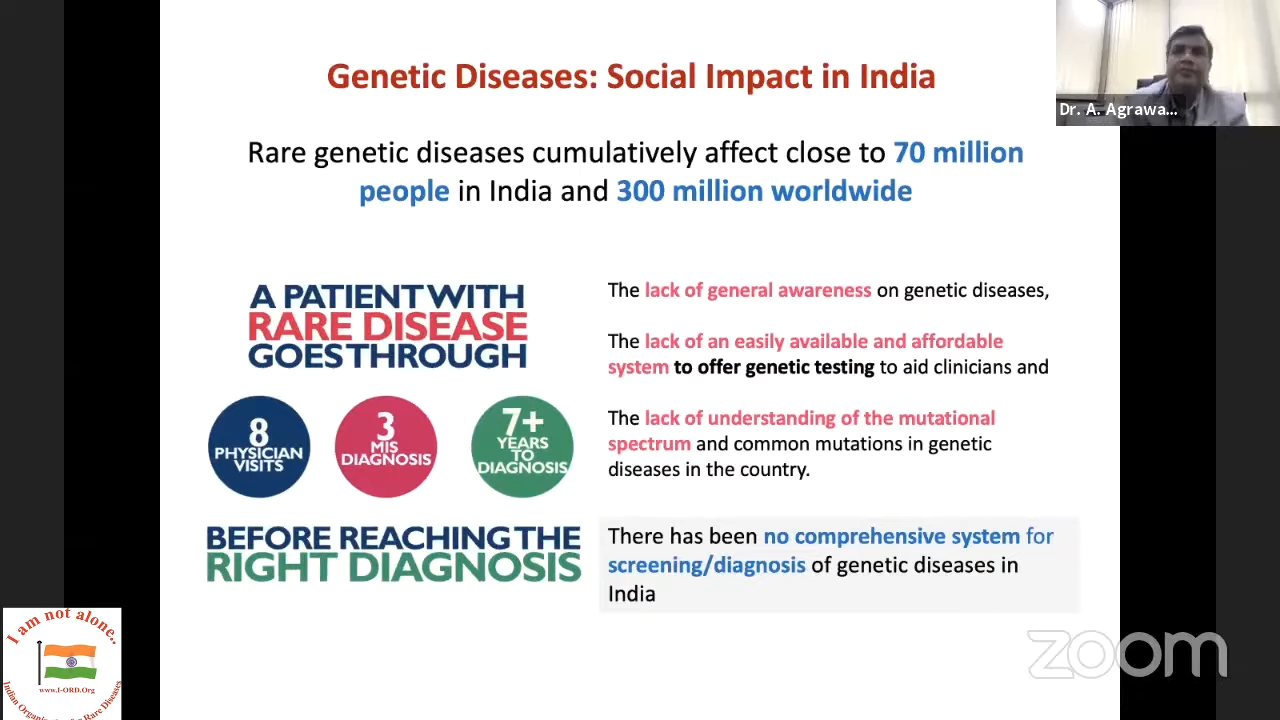 Genetic Diseases: Social Impact in India
Dr. A. Agrawa...
Rare genetic diseases cumulatively affect close to 70 million
people in India and 300 million worldwide
A PATIENT WITH
RARE DISEASE
GOES THROUGH
8
PHYSICIAN
VISITS
3
MIS
DIAGNOSIS
7+
YEARS
TO
DIAGNOSIS
BEFORE REACHING THE
RIGHT DIAGNOSIS
The lack of general awareness on genetic diseases,
The lack of an easily available and affordable
system to offer genetic testing to aid clinicians and
The lack of understanding of the mutational
spectrum and common mutations in genetic
diseases in the country.
There has been no comprehensive system for
screening/diagnosis of genetic diseases in
India
I am not alone..
www.I-ORD.Org
Indian Rare Diseases
zoom